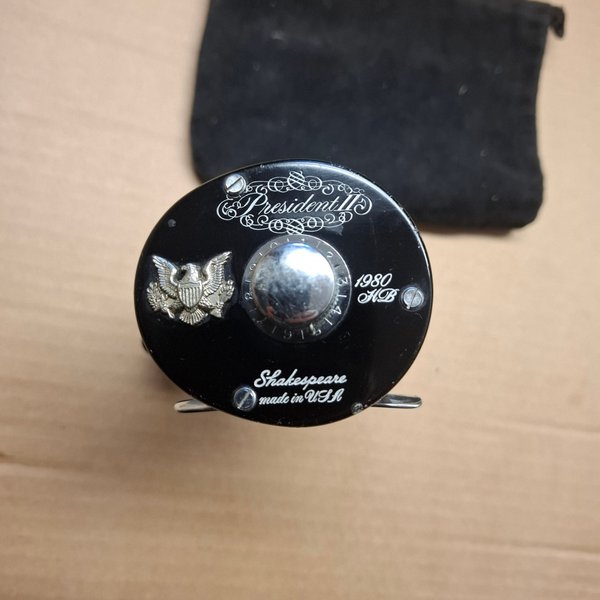 President II
1980
HB
Shakespeare
made in U.S.A